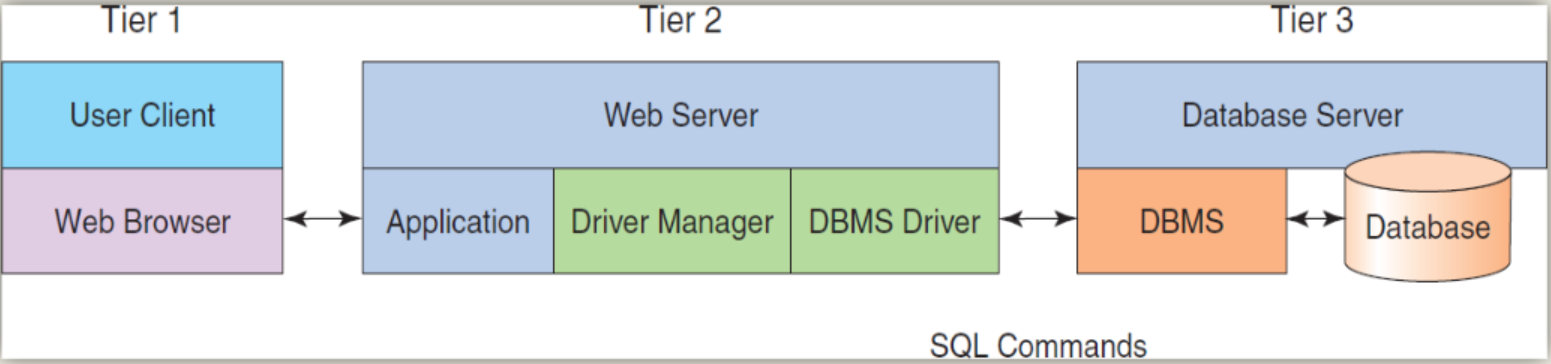 Tier 1 Tier 2 Tier 3
User Client Web Server Database Server
Web Browser Application Driver Manager DBMS Driver DBMS Database
SQL Commands